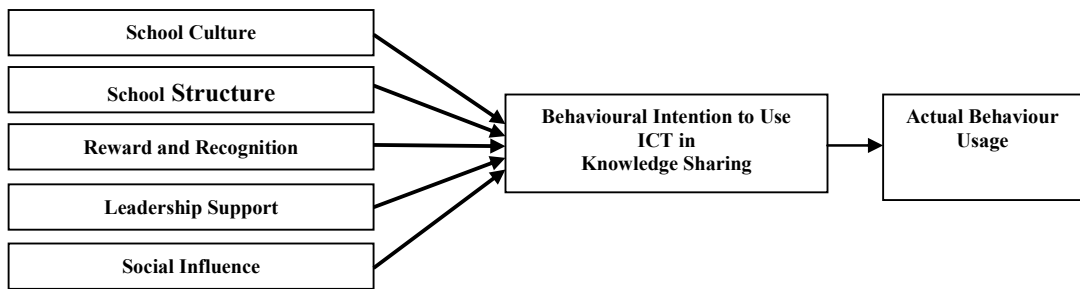 School Culture
School Structure
Reward and Recognition
Leadership Support
Social Influence
Behavioural Intention to Use
ICT in
Knowledge Sharing
Actual Behaviour
Usage